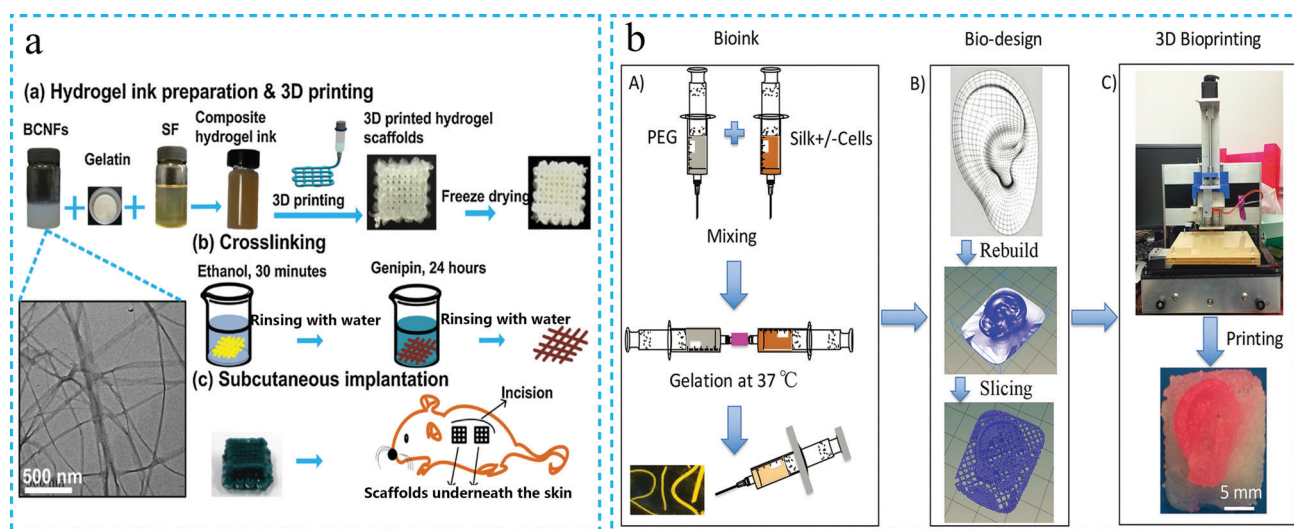 a
(a) Hydrogel ink preparation & 3D printing
BCNFs
Gelatin
SF
Composite
hydrogel ink
3D printed hydrogel
scaffolds
3D printing
Freeze drying
(b) Crosslinking
Ethanol, 30 minutes
Rinsing with water
Genipin, 24 hours
Rinsing with water
(c) Subcutaneous implantation
Incision
Scaffolds underneath the skin
500 nm
b
Bioink
A)
PEG
Silk+/-Cells
Mixing
Gelation at 37 ℃
Bio-design
B)
Rebuild
Slicing
3D Bioprinting
C)
Printing
5 mm